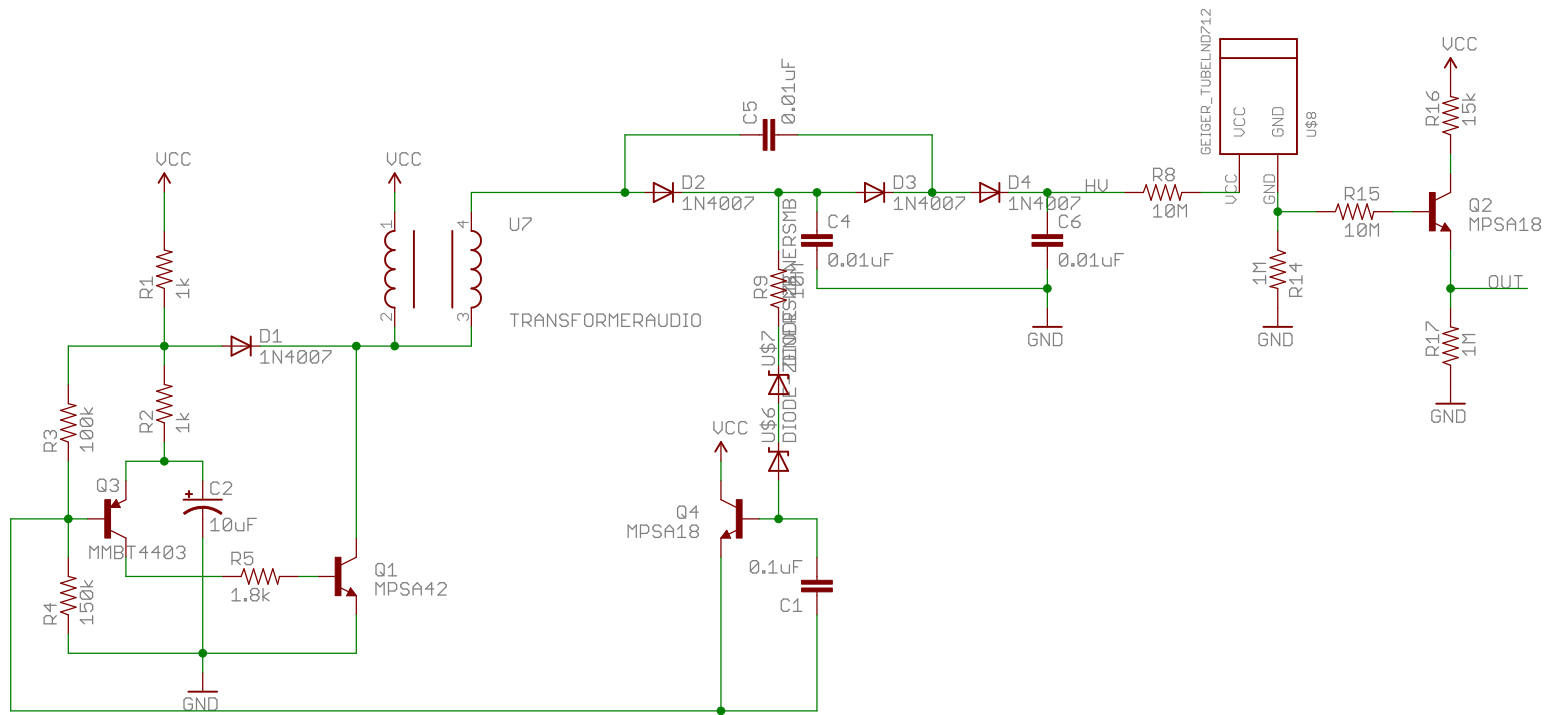 VCC
R1
1k
D1
1N4007
R2
1k
R3
100k
Q3
MMBT4403
C2
10uF
R4
150k
R5
1.8k
Q1
MPSA42
GND
VCC
1
2
4
3
U7
TRANSFORMERAUDIO
C5
0.01uF
D2
1N4007
D3
1N4007
D4
1N4007
HV
C4
0.01uF
C6
0.01uF
GND
R9
U$7
U$6
VCC
Q4
MPSA18
0.1uF
C1
R8
10M
GEIGER_TUBELND712
VCC
GND
U$8
VCC
GND
R15
10M
1M
R14
GND
VCC
R16
15k
Q2
MPSA18
OUT
R17
1M
GND